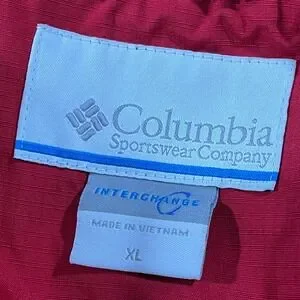 Columbia
Sportswear Company
INTERCHANGE
MADE IN VIETNAM
XL